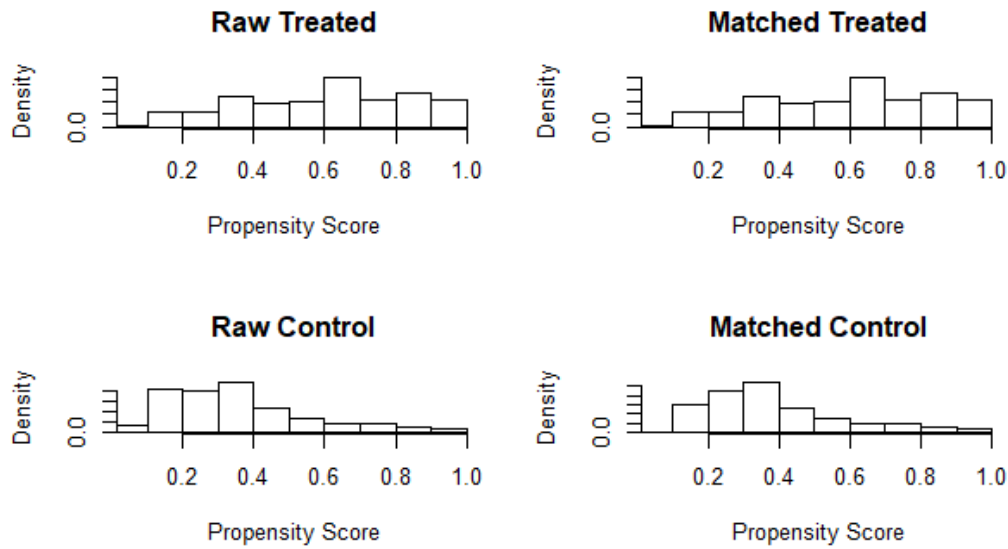 Raw Treated
Density
0.0
0.2 0.4 0.6 0.8 1.0
Propensity Score
Matched Treated
Density
0.0
0.2 0.4 0.6 0.8 1.0
Propensity Score
Raw Control
Density
0.0
0.2 0.4 0.6 0.8 1.0
Propensity Score
Matched Control
Density
0.0
0.2 0.4 0.6 0.8 1.0
Propensity Score